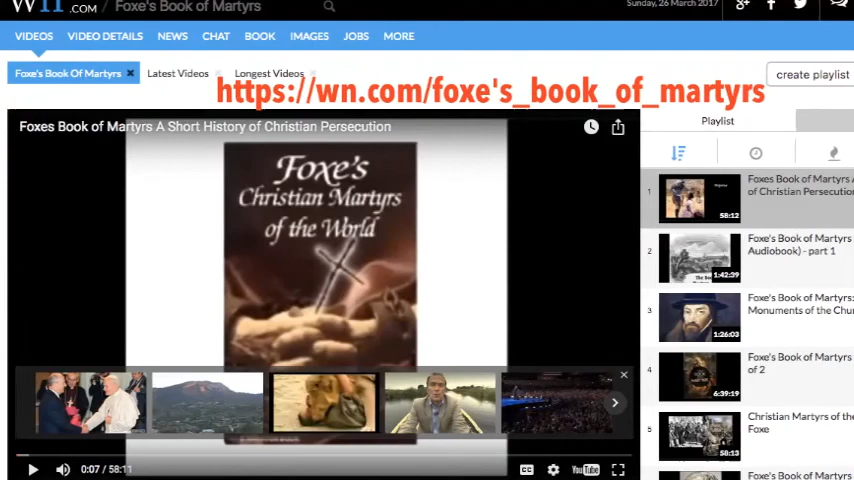 .COM / Foxe's Book of Martyrs
Sunday, 26 March 2017
VIDEOS VIDEO DETAILS NEWS CHAT BOOK IMAGES JOBS MORE
Foxe's Book Of Martyrs × Latest Videos × Longest Videos ×
create playlist
https://wn.com/foxe's_book_of_martyrs
Foxes Book of Martyrs A Short History of Christian Persecution
Foxe's
Christian Martyrs
of the World
0:07 / 58:11
CC
YouTube
Playlist
1
58:12
Foxes Book of Martyrs A
of Christian Persecution
2
1:42:39
Foxe's Book of Martyrs
Audiobook) - part 1
3
1:26:03
Foxe's Book of Martyrs:
Monuments of the Chur
4
6:39:19
Foxe's Book of Martyrs
of 2
5
58:13
Christian Martyrs of the
Foxe
Foxe's Book of Martyrs